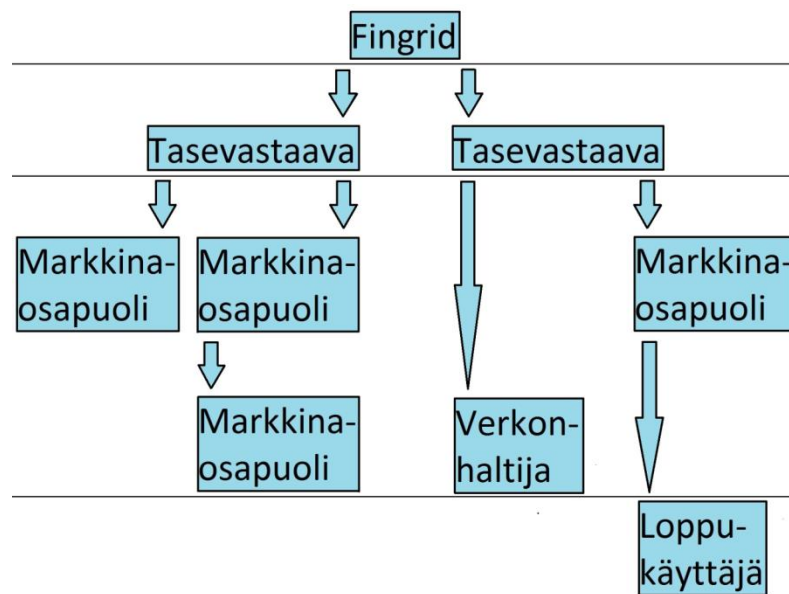 Fingrid
Tasevastaava
Tasevastaava
Markkina-
osapuoli
Markkina-
osapuoli
Markkina-
osapuoli
Markkina-
osapuoli
Verkon-
haltija
Loppu-
käyttäjä